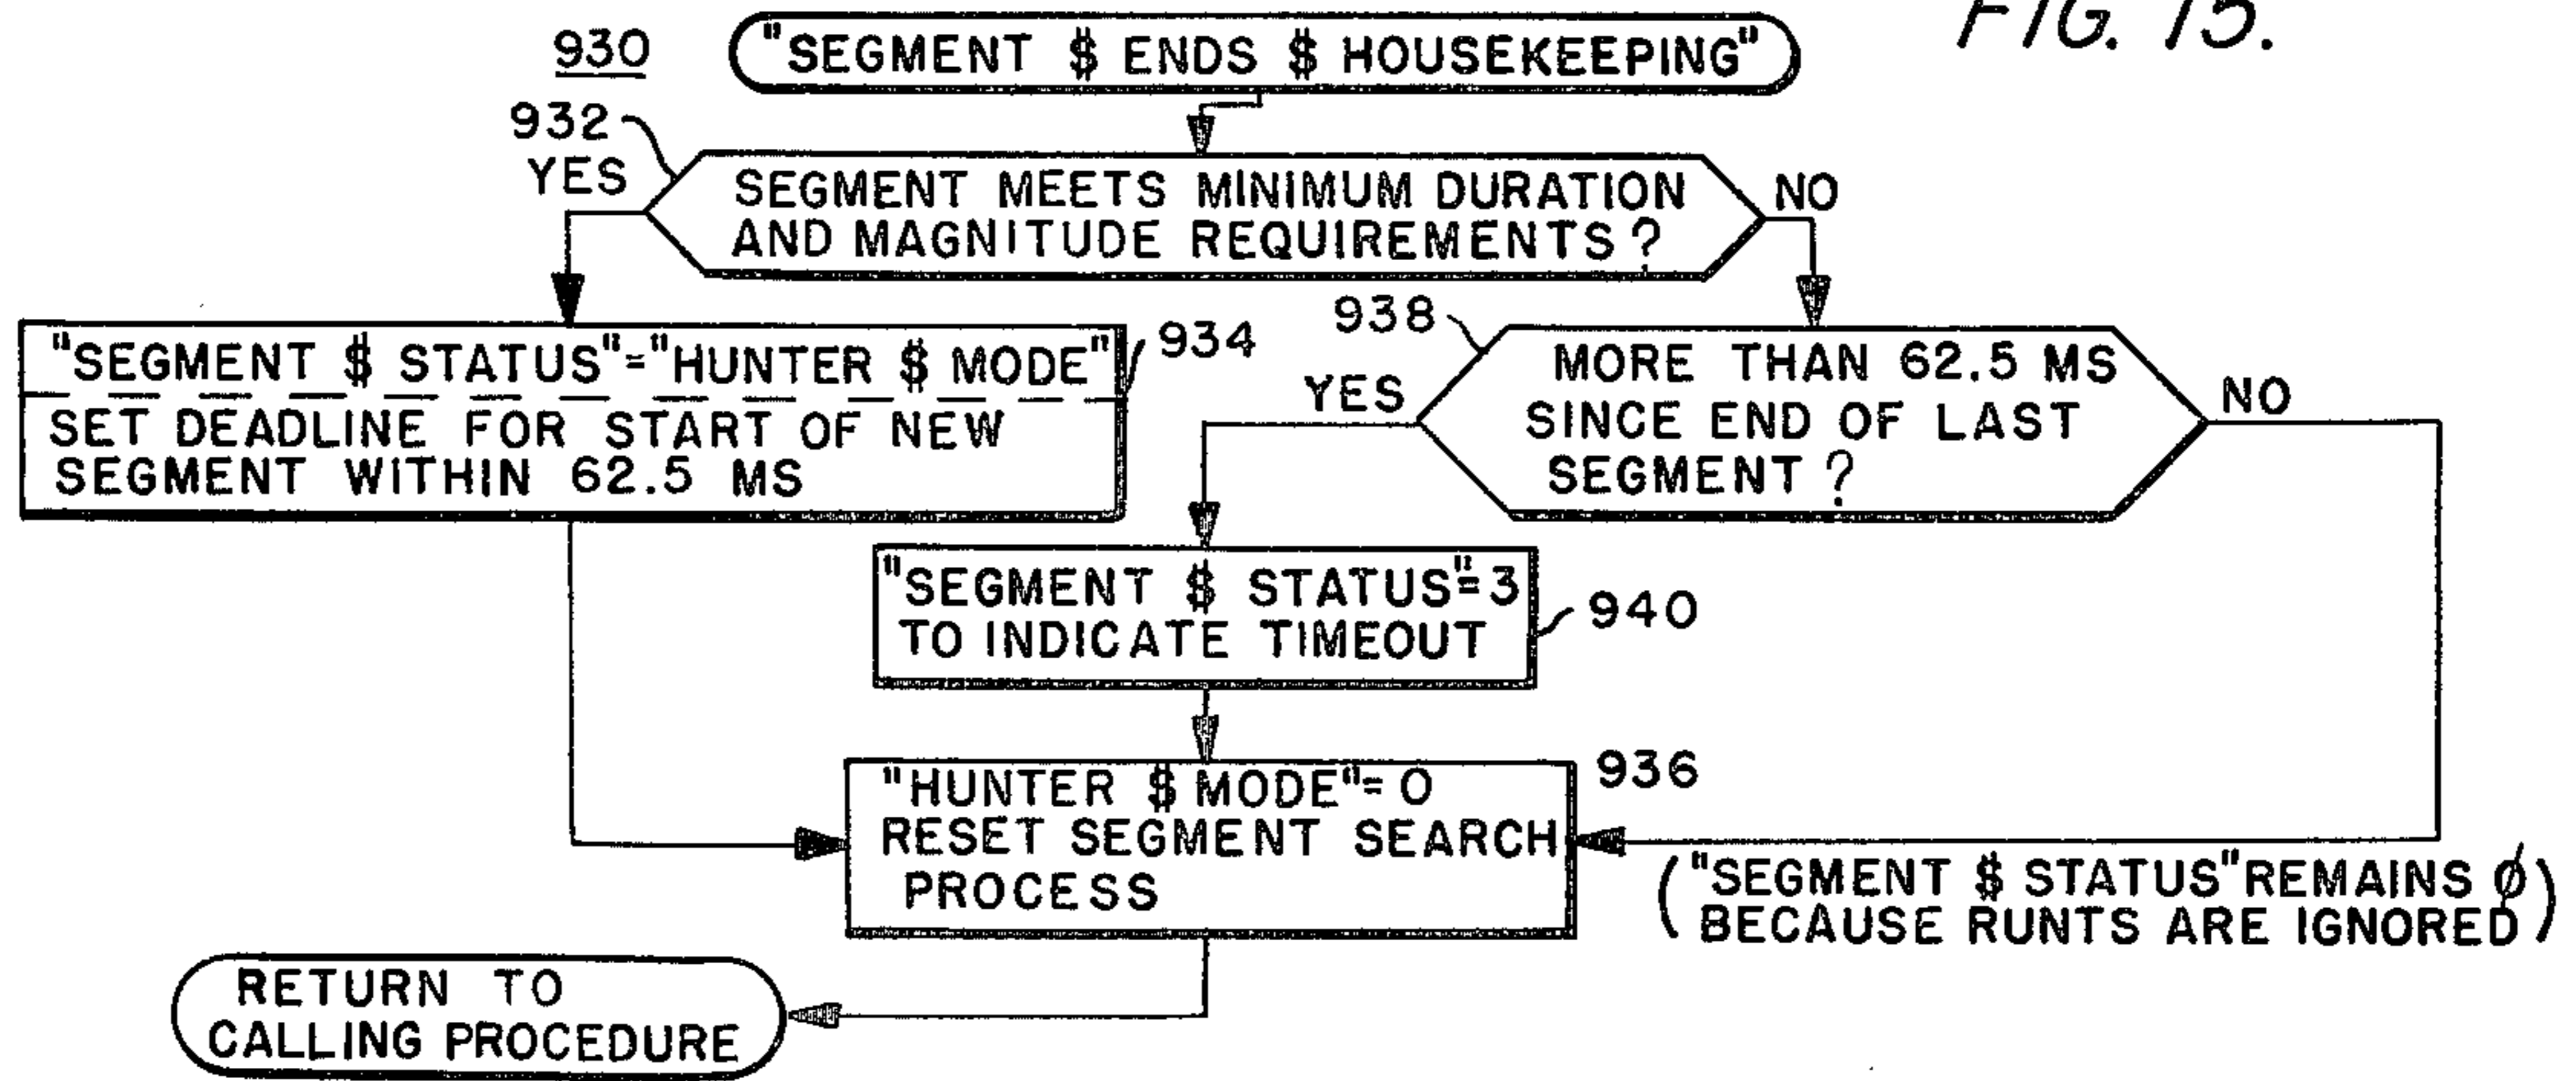 FIG. 15.
930
"SEGMENT $ ENDS $ HOUSEKEEPING"
932
YES
SEGMENT MEETS MINIMUM DURATION
AND MAGNITUDE REQUIREMENTS?
NO
"SEGMENT $ STATUS"="HUNTER $ MODE"
SET DEADLINE FOR START OF NEW
SEGMENT WITHIN 62.5 MS
934
938
YES
MORE THAN 62.5 MS
SINCE END OF LAST
SEGMENT?
NO
"SEGMENT $ STATUS"=3
TO INDICATE TIMEOUT
940
"HUNTER $ MODE"=0
RESET SEGMENT SEARCH
PROCESS
936
("SEGMENT $ STATUS" REMAINS Ø
BECAUSE RUNTS ARE IGNORED)
RETURN TO
CALLING PROCEDURE